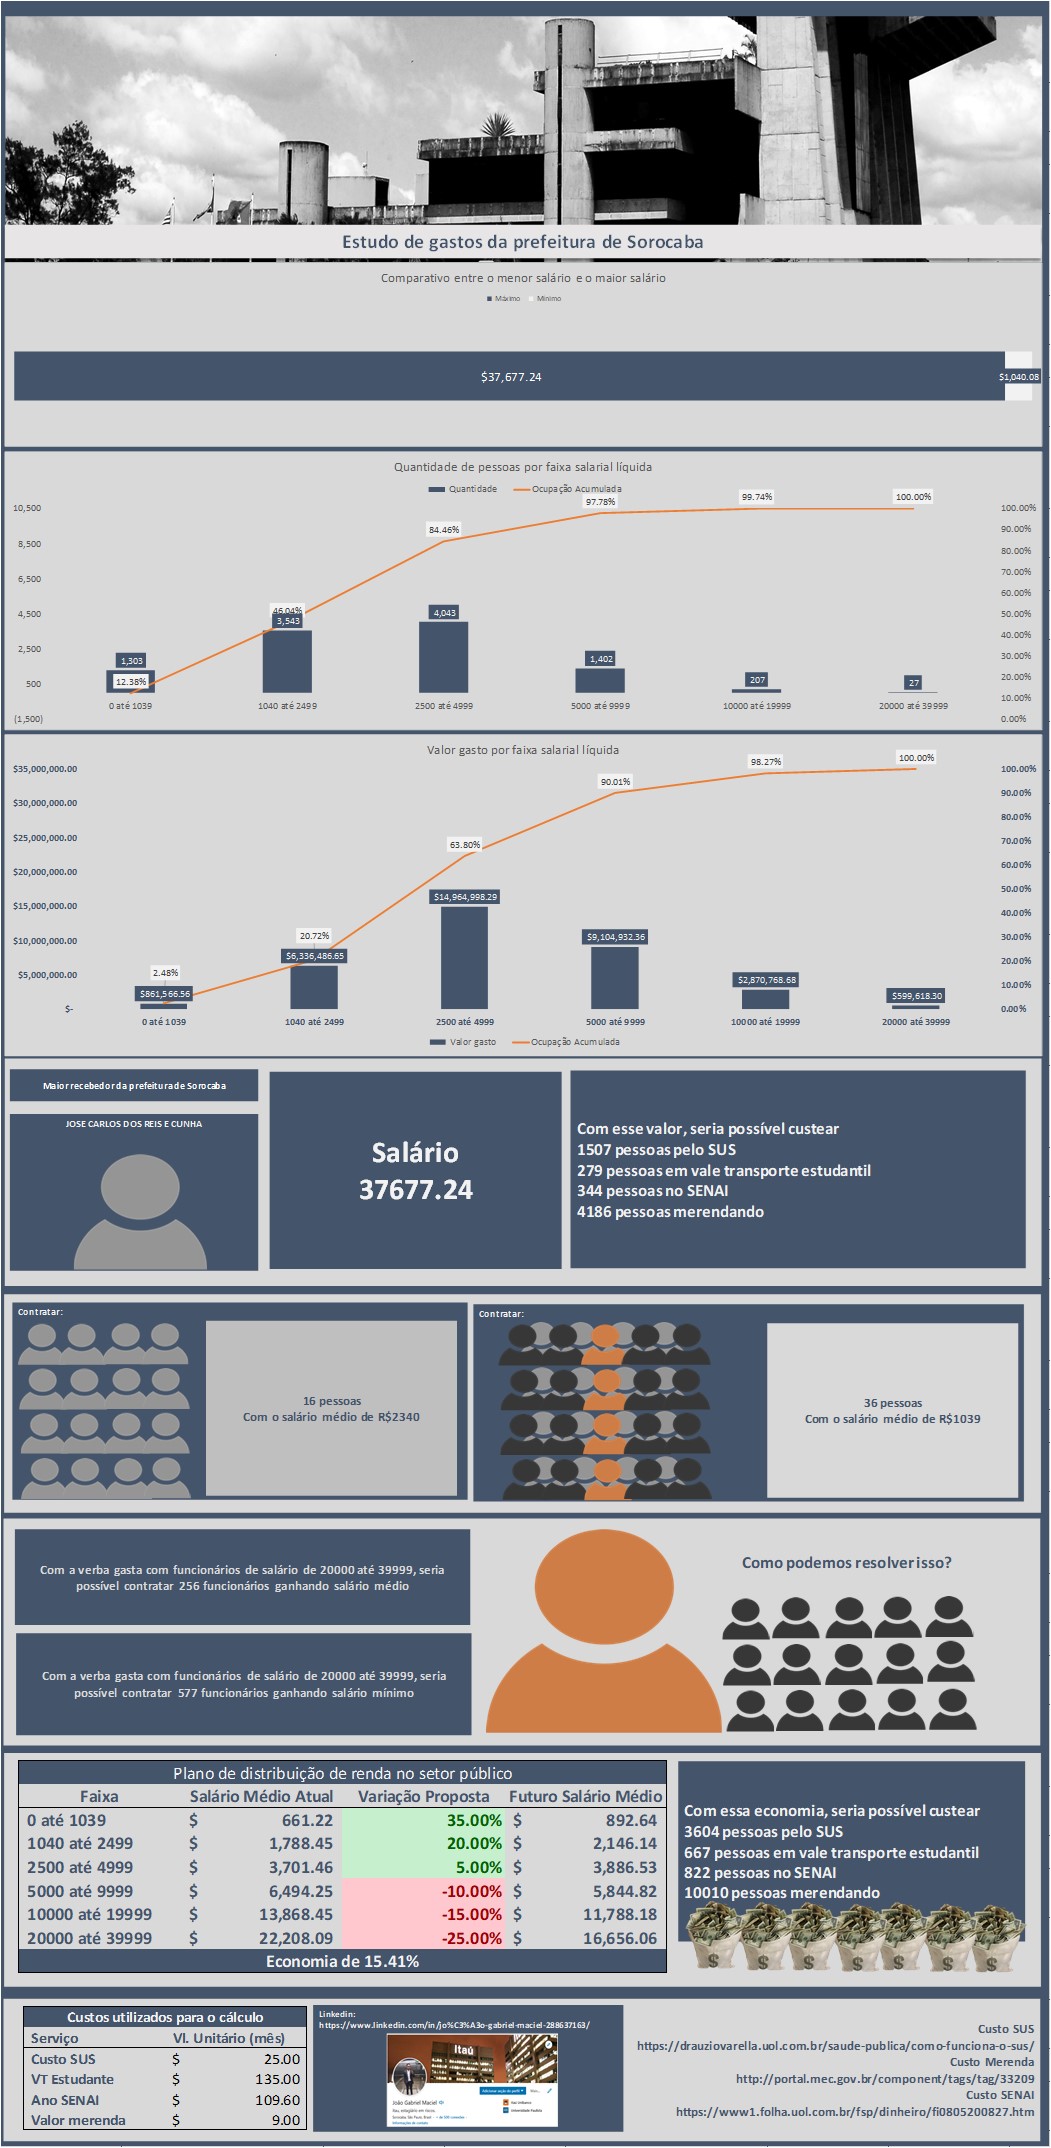 Estudo de gastos da prefeitura de Sorocaba
Comparativo entre o menor salário e o maior salário
Máximo Mínimo
$37,677.24
$1,040.08
Quantidade de pessoas por faixa salarial líquida
Quantidade Ocupação Acumulada
10,500
8,500
6,500
4,500
2,500
500
(1,500)
12.38%
46.04%
84.46%
97.78%
99.74%
100.00%
1,303
3,543
4,043
1,402
207
27
100.00%
90.00%
80.00%
70.00%
60.00%
50.00%
40.00%
30.00%
20.00%
10.00%
0.00%
0 até 1039
1040 até 2499
2500 até 4999
5000 até 9999
10000 até 19999
20000 até 39999
Valor gasto por faixa salarial líquida
$35,000,000.00
$30,000,000.00
$25,000,000.00
$20,000,000.00
$15,000,000.00
$10,000,000.00
$5,000,000.00
$-
2.48%
20.72%
63.80%
90.01%
98.27%
100.00%
$861,566.56
$6,336,486.65
$14,964,998.29
$9,104,932.36
$2,870,768.68
$599,618.30
100.00%
90.00%
80.00%
70.00%
60.00%
50.00%
40.00%
30.00%
20.00%
10.00%
0.00%
0 até 1039
1040 até 2499
2500 até 4999
5000 até 9999
10000 até 19999
20000 até 39999
Valor gasto Ocupação Acumulada
Maior recebedor da prefeitura de Sorocaba
JOSE CARLOS DOS REIS E CUNHA
Salário
37677.24
Com esse valor, seria possível custear
1507 pessoas pelo SUS
279 pessoas em vale transporte estudantil
344 pessoas no SENAI
4186 pessoas merendando
Contratar:
16 pessoas
Com o salário médio de R$2340
Contratar:
36 pessoas
Com o salário médio de R$1039
Com a verba gasta com funcionários de salário de 20000 até 39999, seria
possível contratar 256 funcionários ganhando salário médio
Com a verba gasta com funcionários de salário de 20000 até 39999, seria
possível contratar 577 funcionários ganhando salário mínimo
Como podemos resolver isso?
Plano de distribuição de renda no setor público
Faixa Salário Médio Atual Variação Proposta Futuro Salário Médio
0 até 1039 $ 661.22 35.00% $ 892.64
1040 até 2499 $ 1,788.45 20.00% $ 2,146.14
2500 até 4999 $ 3,701.46 5.00% $ 3,886.53
5000 até 9999 $ 6,494.25 -10.00% $ 5,844.82
10000 até 19999 $ 13,868.45 -15.00% $ 11,788.18
20000 até 39999 $ 22,208.09 -25.00% $ 16,656.06
Economia de 15.41%
Com essa economia, seria possível custear
3604 pessoas pelo SUS
667 pessoas em vale transporte estudantil
822 pessoas no SENAI
10010 pessoas merendando
Custos utilizados para o cálculo
Serviço Vl. Unitário (mês)
Custo SUS $ 25.00
VT Estudante $ 135.00
Ano SENAI $ 109.60
Valor merenda $ 9.00
Linkedin:
https://www.linkedin.com/in/jo%C3%A3o-gabriel-maciel-288637163/
Itaú
João Gabriel Maciel
Custo SUS
https://drauziovarella.uol.com.br/saude-publica/como-funciona-o-sus/
Custo Merenda
http://portal.mec.gov.br/component/tags/tag/33209
Custo SENAI
https://www1.folha.uol.com.br/fsp/dinheiro/fi0805200827.htm